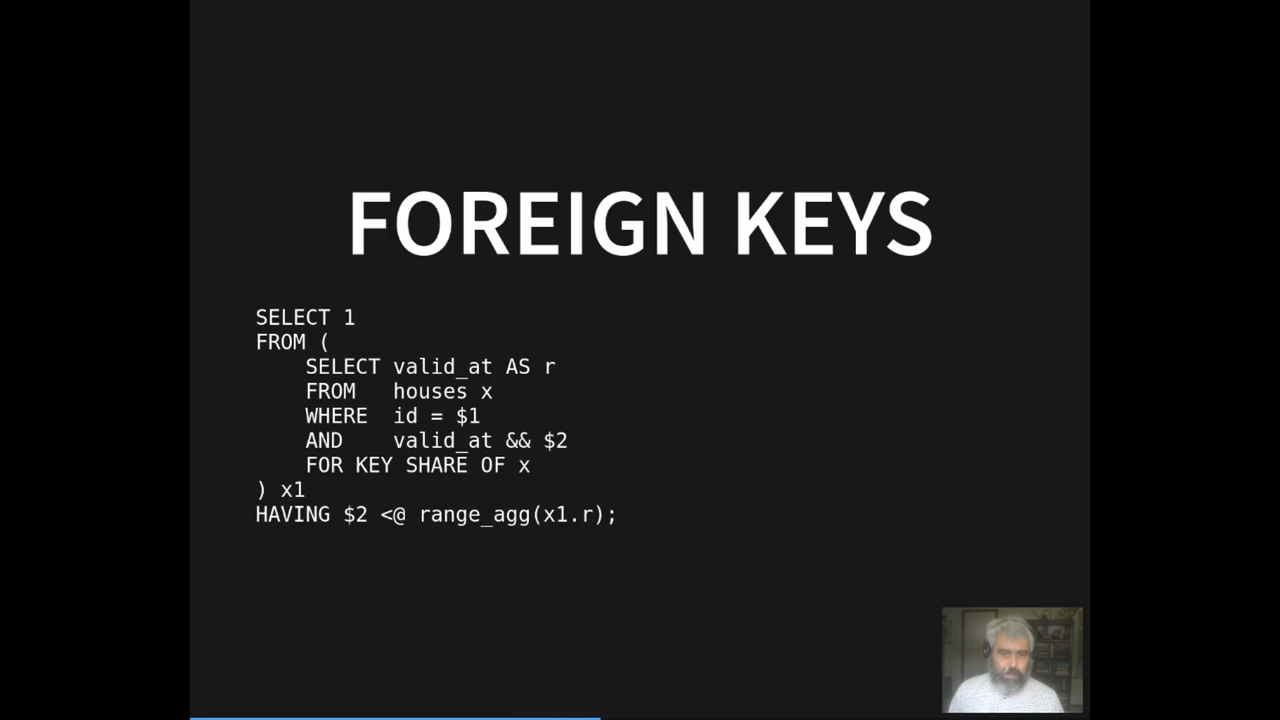 FOREIGN KEYS
SELECT 1
FROM (
    SELECT valid_at AS r
    FROM   houses x
    WHERE  id = $1
    AND    valid_at && $2
    FOR KEY SHARE OF x
) x1
HAVING $2 <@ range_agg(x1.r);